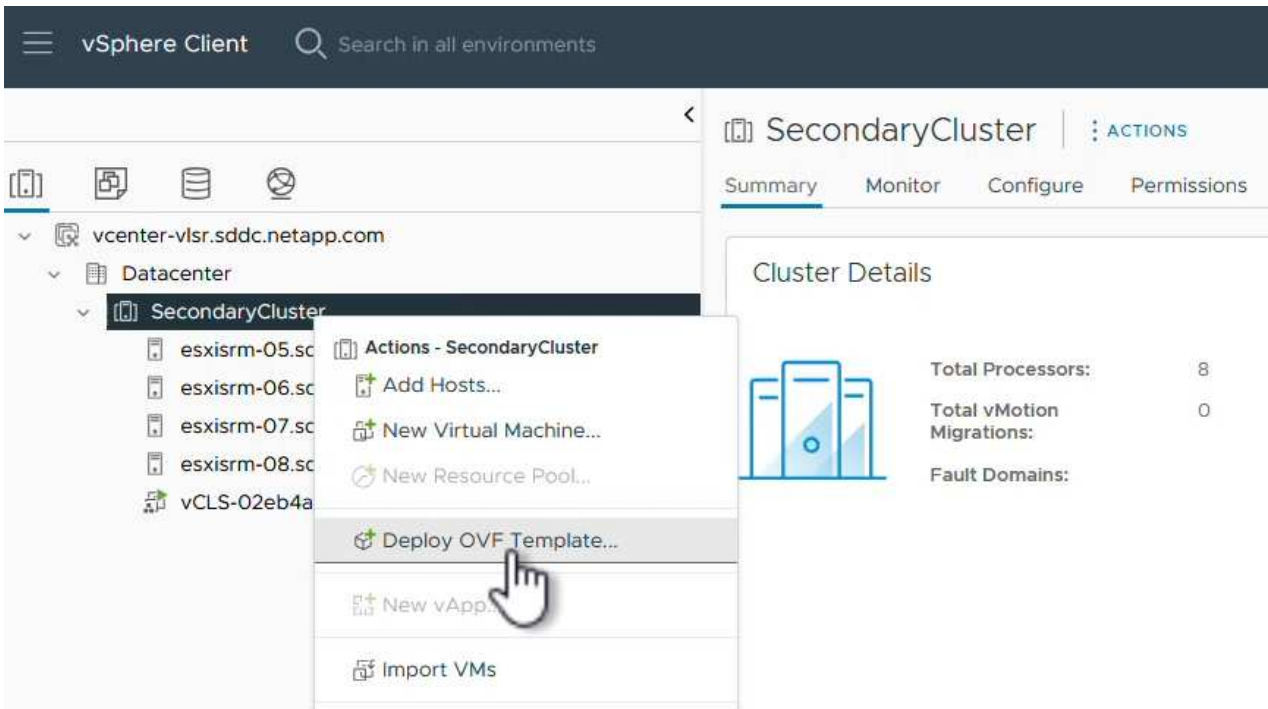 vSphere Client
Search in all environments
SecondaryCluster
ACTIONS
Summary Monitor Configure Permissions
vcenter-vlsr.sddc.netapp.com
Datacenter
SecondaryCluster
esxisrm-05.sc
esxisrm-06.sc
esxisrm-07.sc
esxisrm-08.sc
vCLS-02eb4a
Actions - SecondaryCluster
Add Hosts...
New Virtual Machine...
New Resource Pool...
Deploy OVF Template...
New vApp...
Import VMs
Cluster Details
Total Processors: 8
Total vMotion 0
Migrations:
Fault Domains: